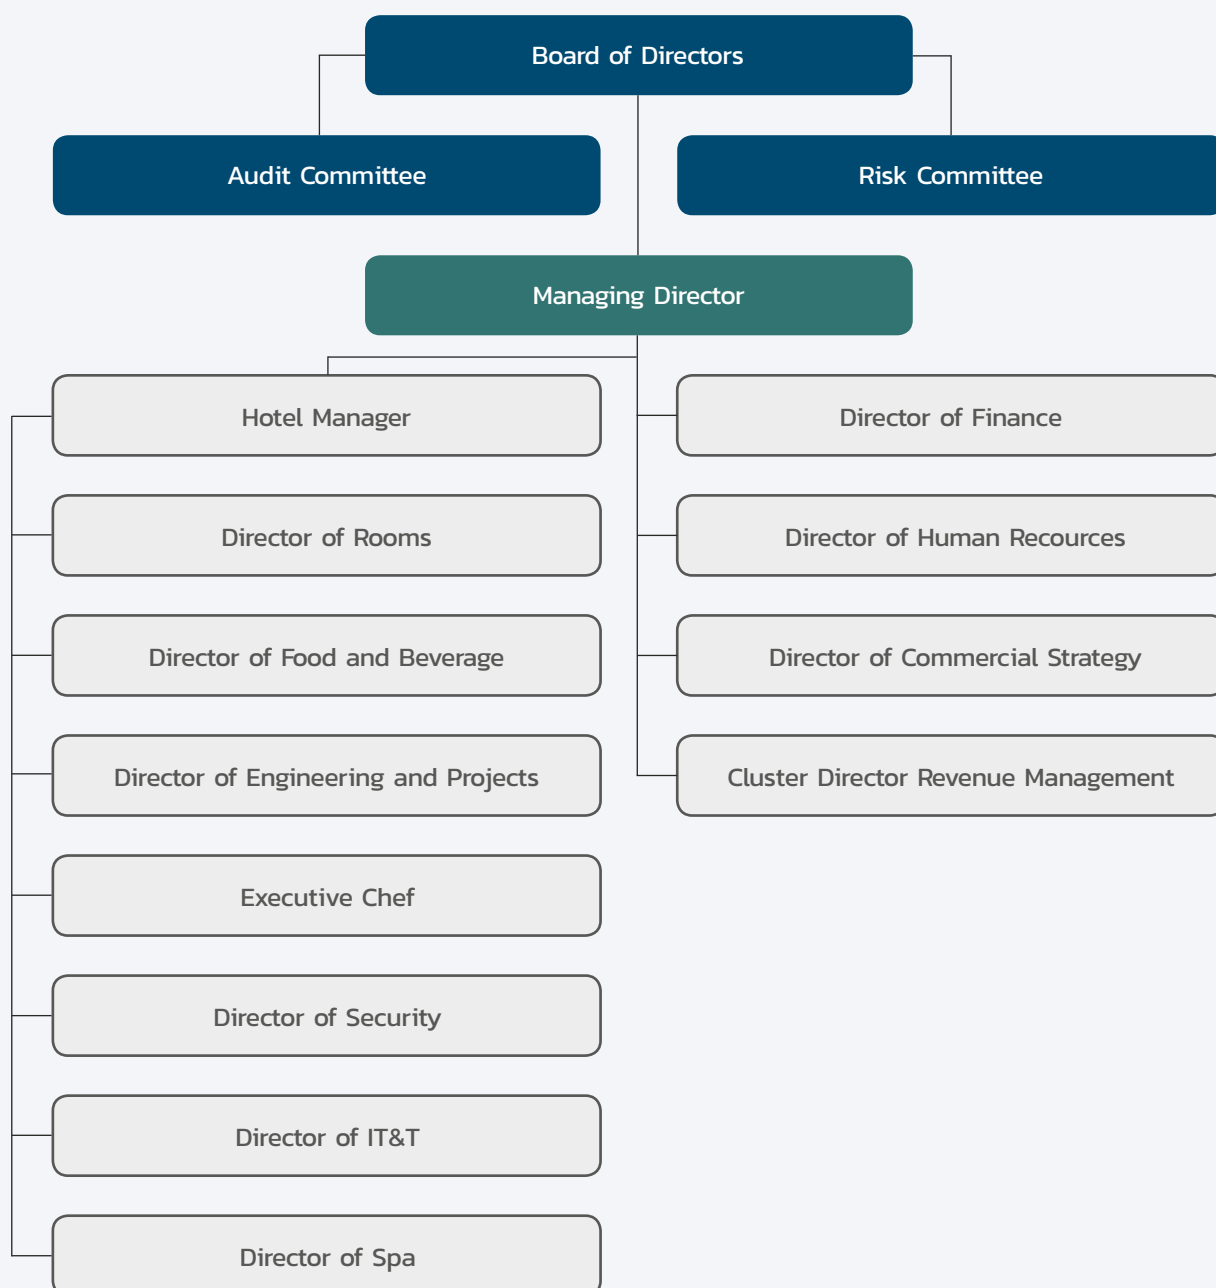 Board of Directors
Audit Committee
Risk Committee
Managing Director
Hotel Manager
Director of Finance
Director of Rooms
Director of Human Recources
Director of Food and Beverage
Director of Commercial Strategy
Director of Engineering and Projects
Cluster Director Revenue Management
Executive Chef
Director of Security
Director of IT&T
Director of Spa